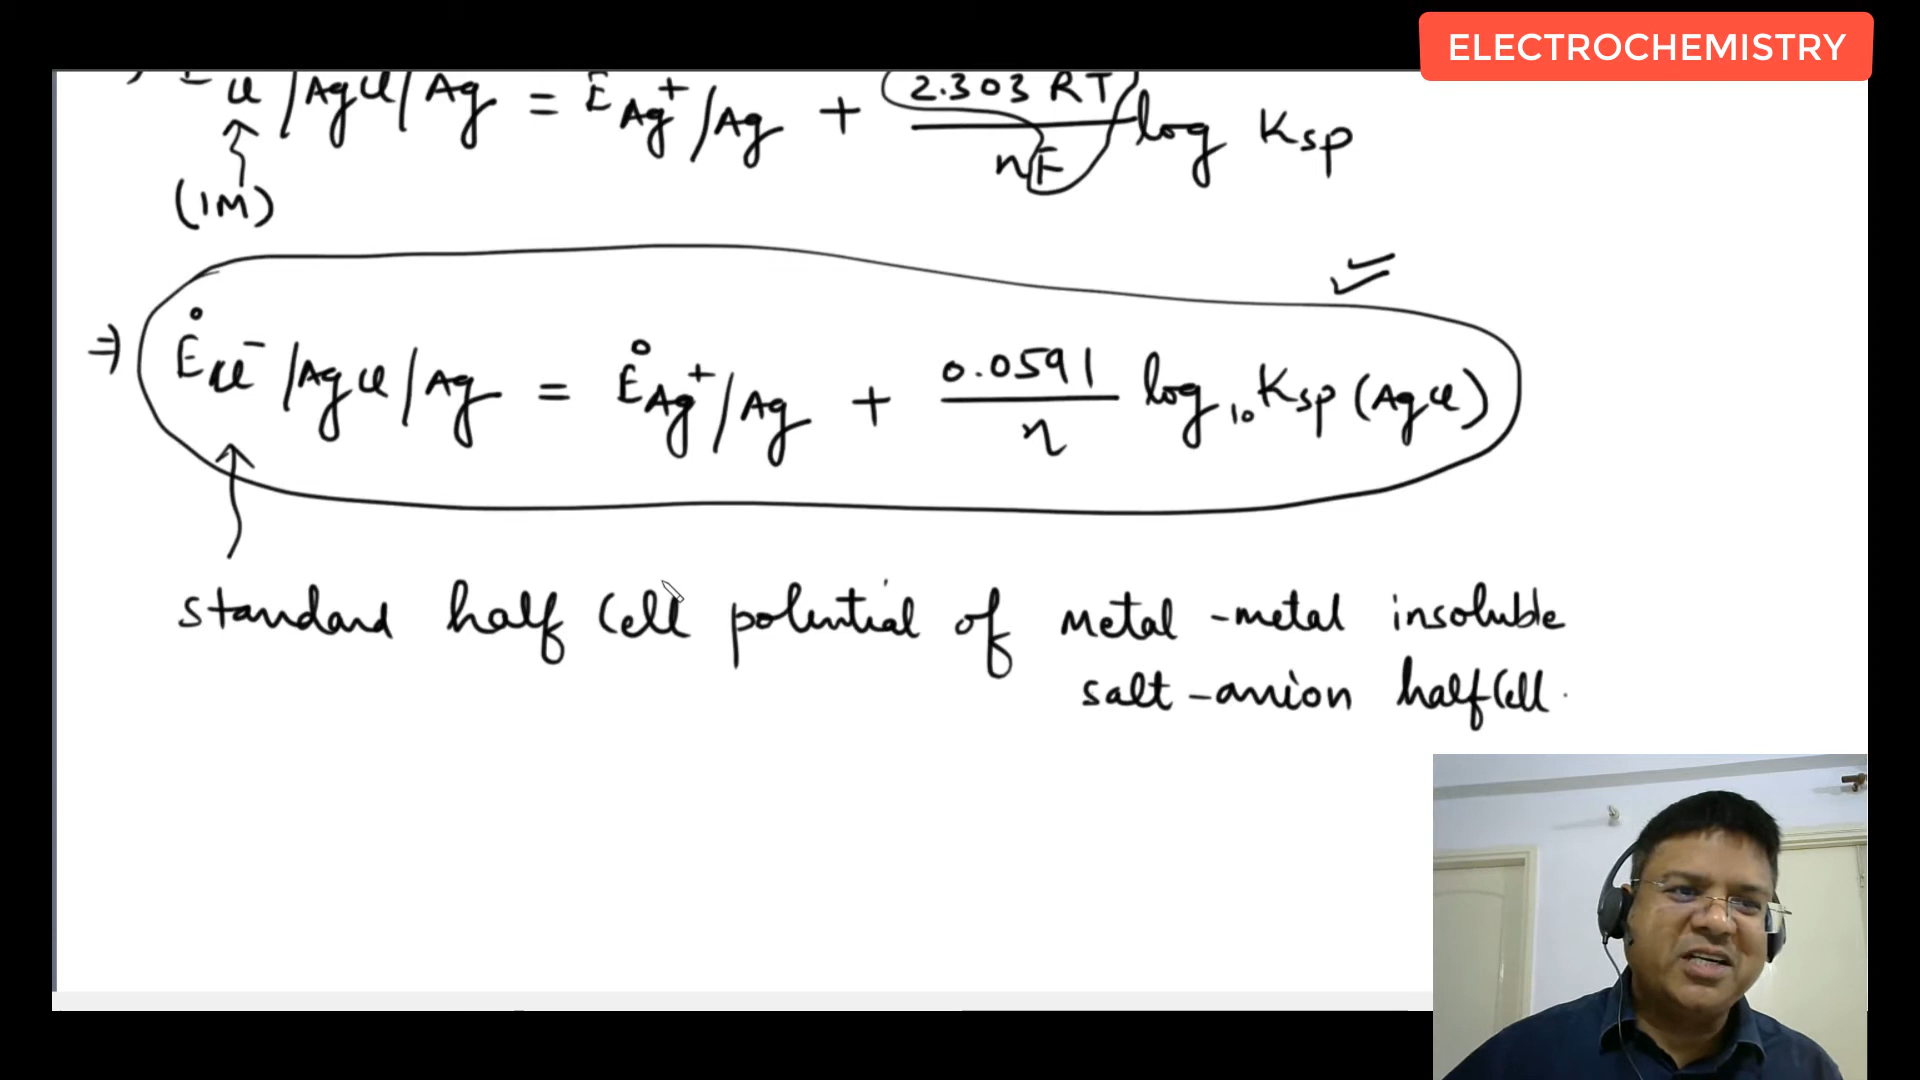 ELECTROCHEMISTRY
E Cl /AgCl/Ag = E Ag⁺/Ag + 2.303 RT/nF log Ksp
(1M)
⇒ E° Cl⁻/AgCl/Ag = E° Ag⁺/Ag + 0.0591/n log₁₀ Ksp (AgCl)
standard half cell potential of metal-metal insoluble
salt-anion halfcell.